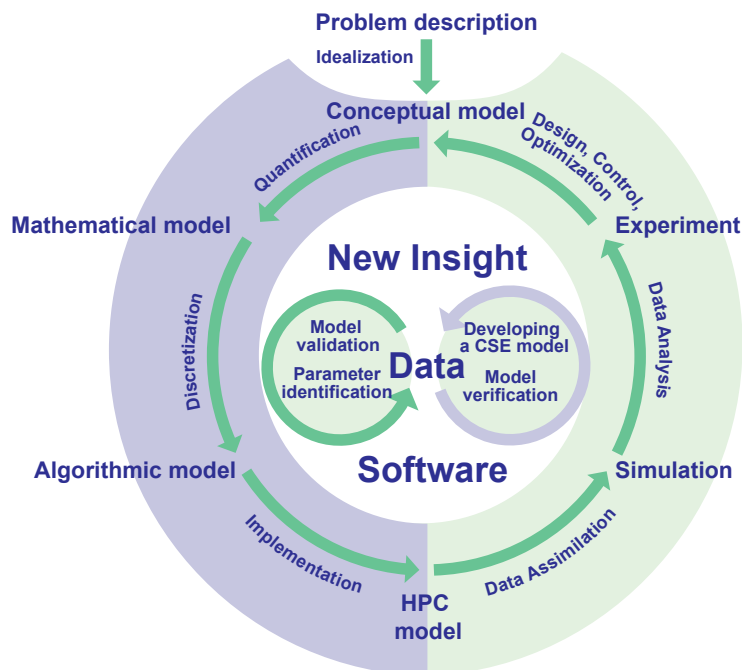 Problem description
Idealization
Conceptual model
Quantification
Design, Control,
Optimization
Mathematical model
Experiment
New Insight
Discretization
Data Analysis
Model
validation
Parameter
identification
Data
Developing
a CSE model
Model
verification
Software
Algorithmic model
Simulation
Implementation
Data Assimilation
HPC
model